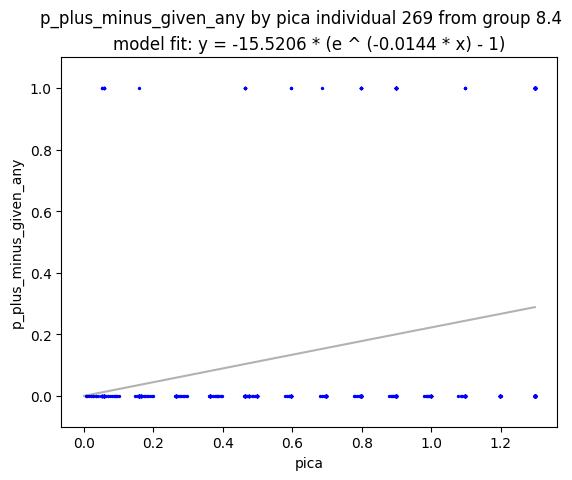 p_plus_minus_given_any by pica individual 269 from group 8.4
model fit: y = -15.5206 * (e ^ (-0.0144 * x) - 1)
1.0
0.8
0.6
0.4
0.2
0.0
p_plus_minus_given_any
0.0 0.2 0.4 0.6 0.8 1.0 1.2
pica